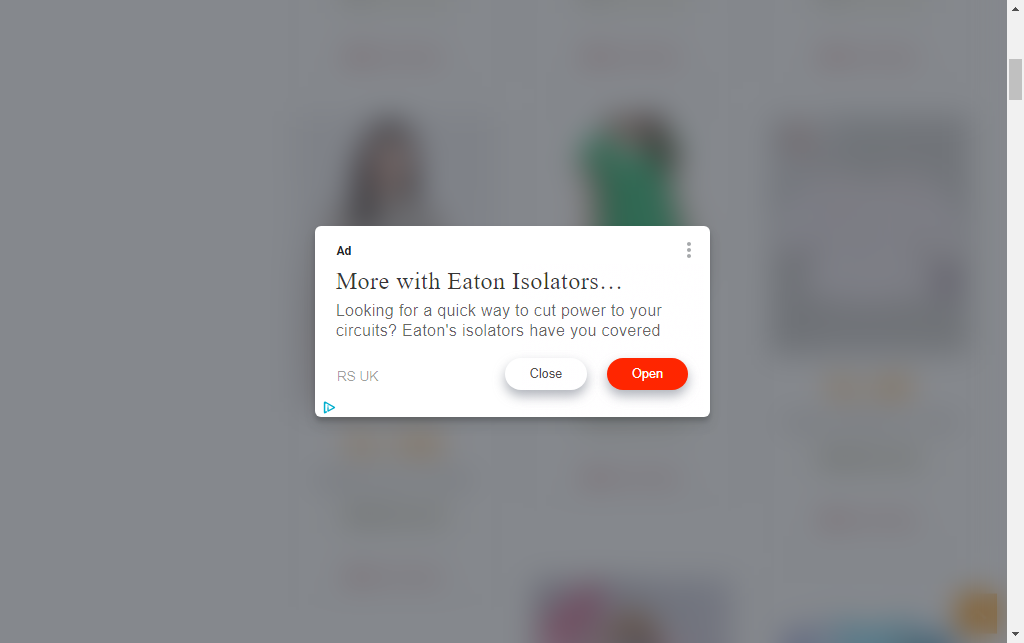 Ad
More with Eaton Isolators...
Looking for a quick way to cut power to your
circuits? Eaton's isolators have you covered
RS UK
Close
Open